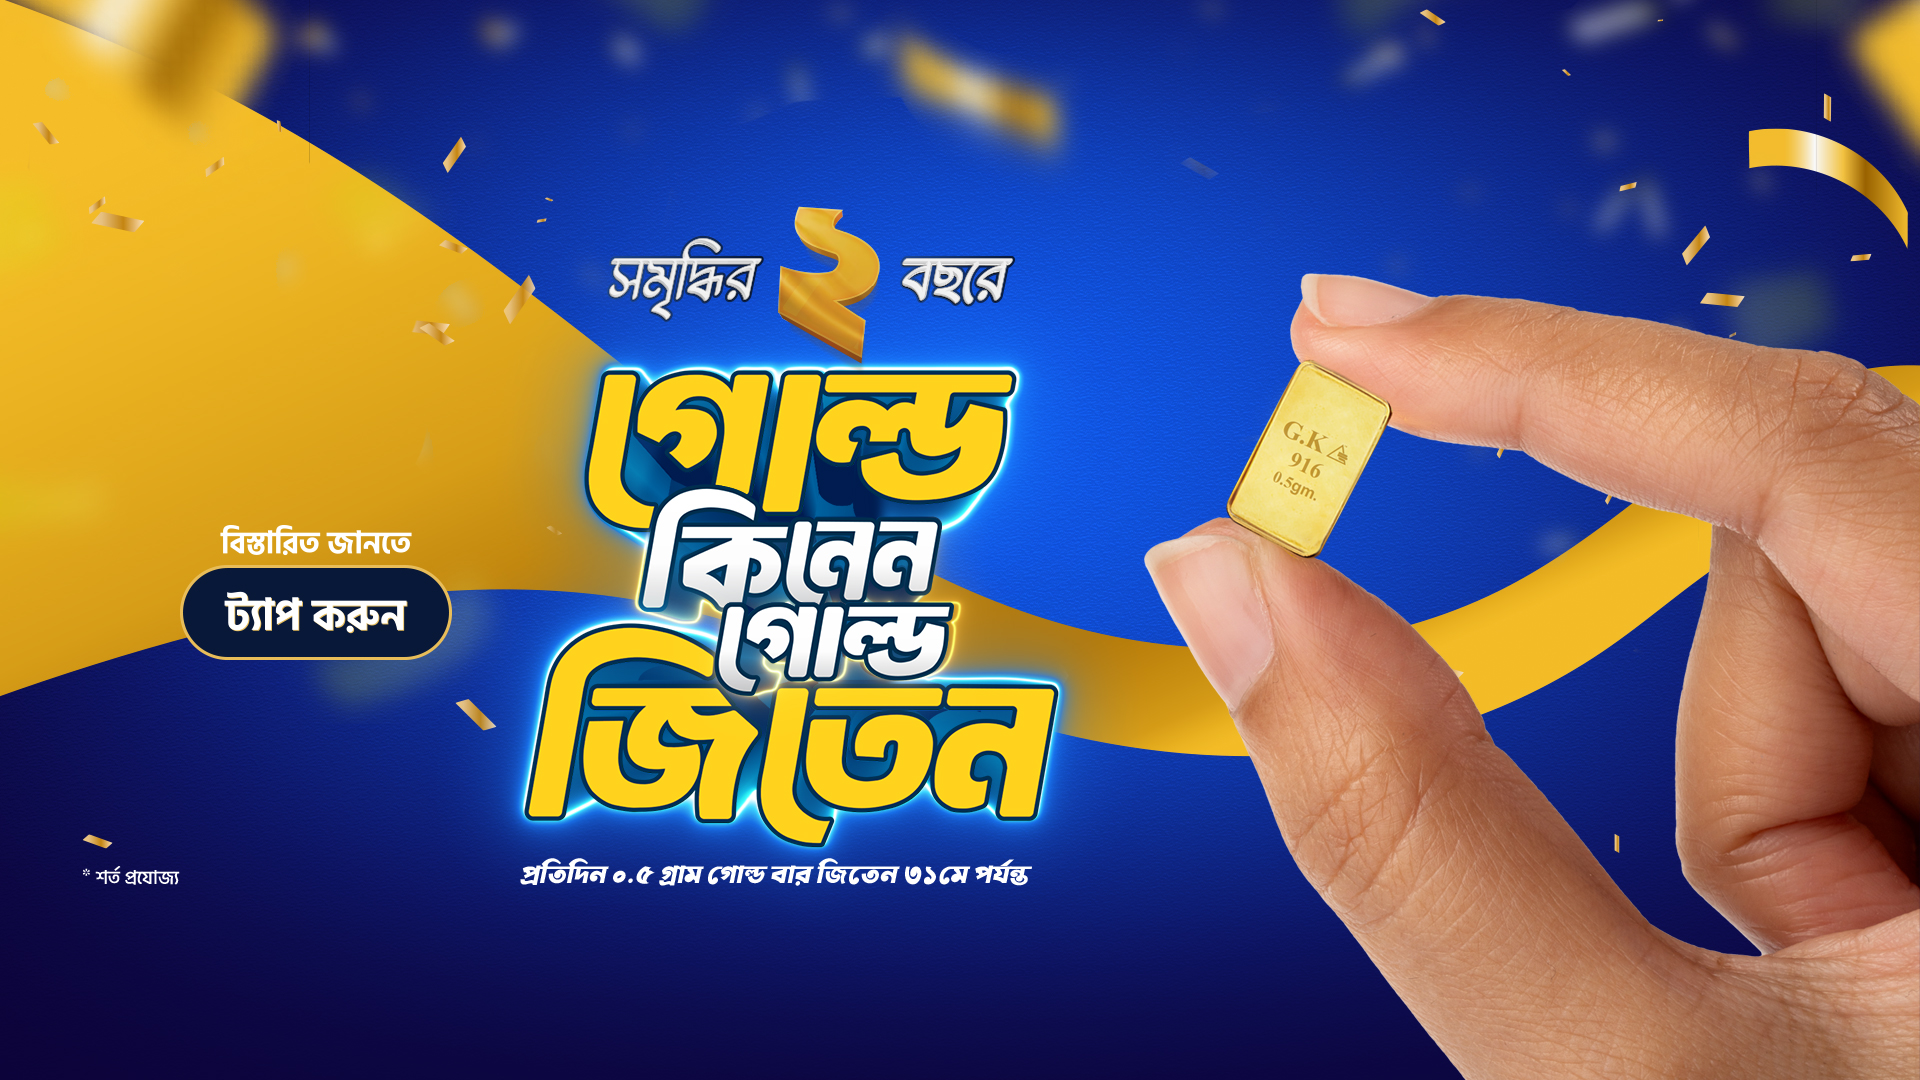 সমৃদ্ধির ২ বছরে
গোল্ড
কিনেন
গোল্ড
জিতেন
প্রতিদিন ০.৫ গ্রাম গোল্ড বার জিতেন ৩১মে পর্যন্ত
বিস্তারিত জানতে
ট্যাপ করুন
* শর্ত প্রযোজ্য
G.K
916
0.5gm.